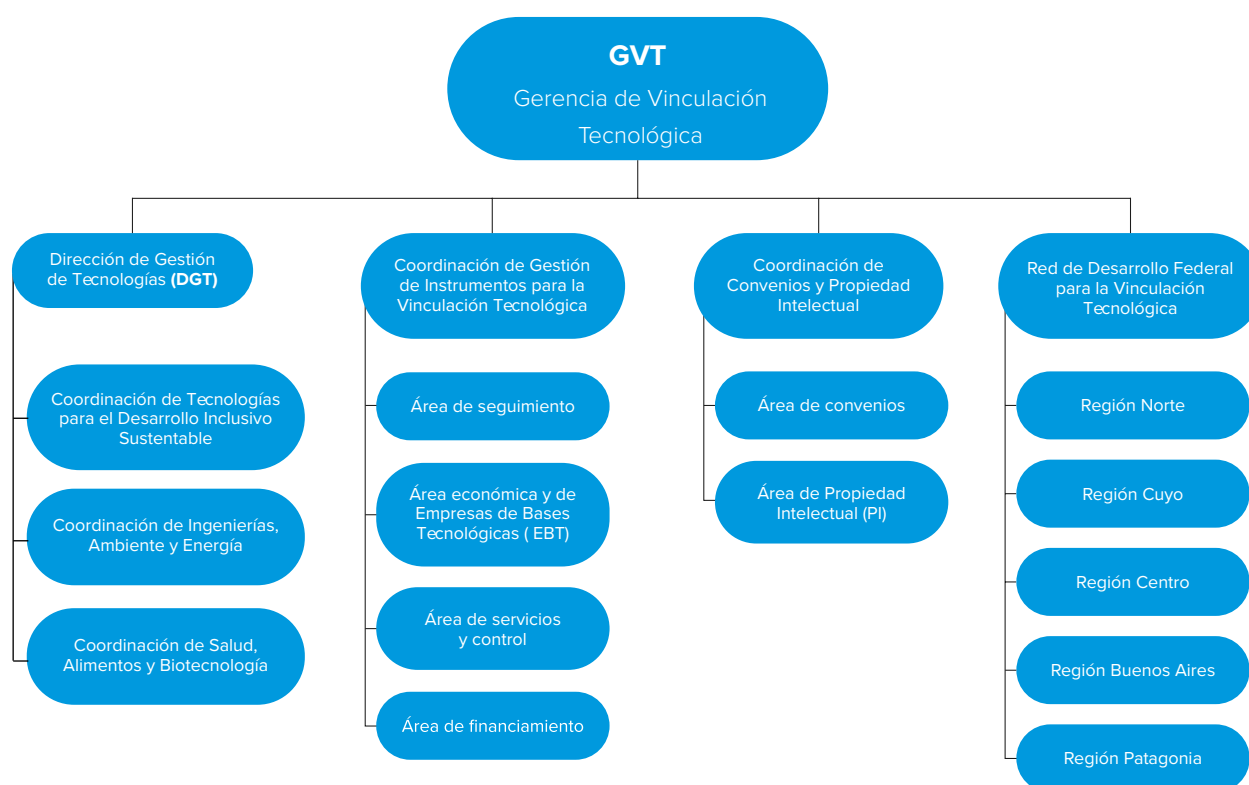 GVT
Gerencia de Vinculación
Tecnológica
Dirección de Gestión
de Tecnologías (DGT)
Coordinación de Tecnologías
para el Desarrollo Inclusivo
Sustentable
Coordinación de Ingenierías,
Ambiente y Energía
Coordinación de Salud,
Alimentos y Biotecnología
Coordinación de Gestión
de Instrumentos para la
Vinculación Tecnológica
Área de seguimiento
Área económica y de
Empresas de Bases
Tecnológicas ( EBT)
Área de servicios
y control
Área de financiamiento
Coordinación de
Convenios y Propiedad
Intelectual
Área de convenios
Área de Propiedad
Intelectual (PI)
Red de Desarrollo Federal
para la Vinculación
Tecnológica
Región Norte
Región Cuyo
Región Centro
Región Buenos Aires
Región Patagonia